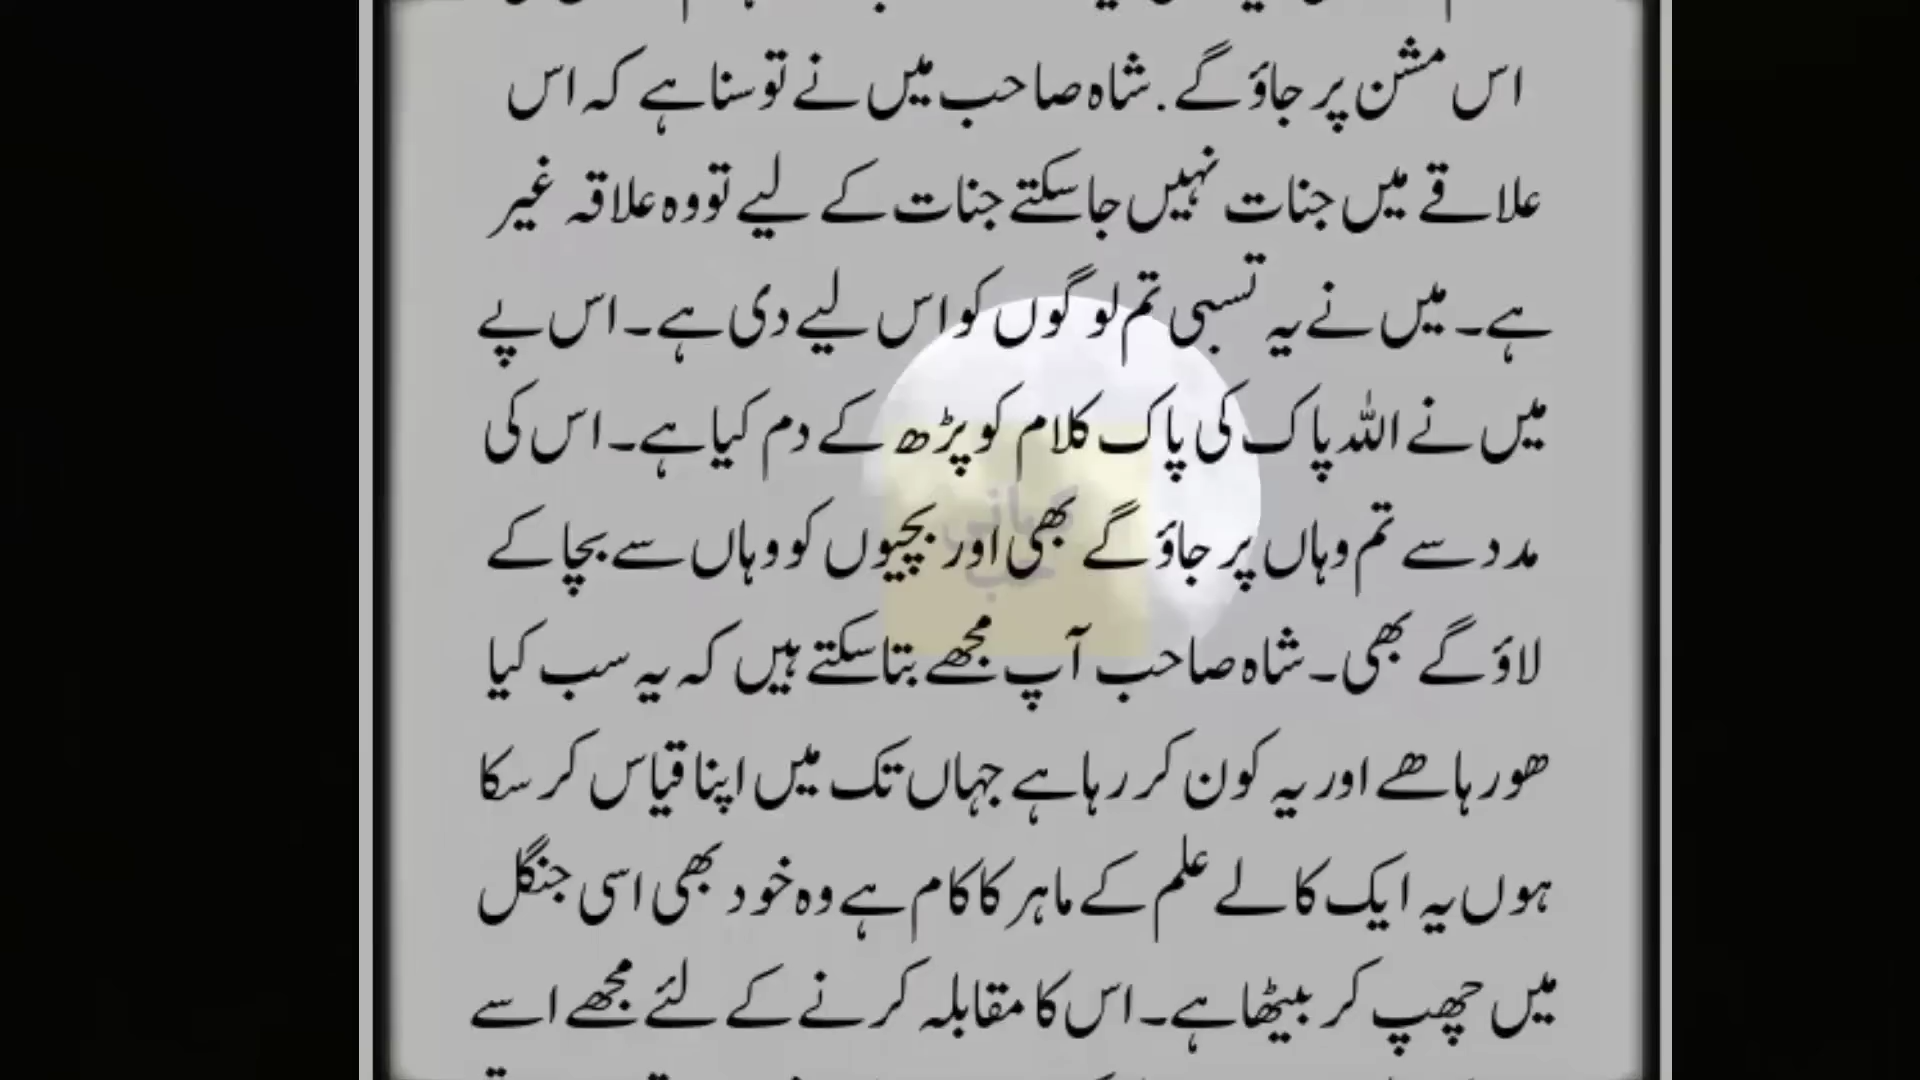 اس مشن پر جاؤ گے . شاہ صاحب میں نے تو سنا ہے کہ اس
علاقے میں جنات نہیں جا سکتے جنات کے لیے تو وہ علاقہ غیر
ہے۔ میں نے یہ تسبی تم لوگوں کو اس لیے دی ہے۔ اس پے
میں نے اللہ پاک کی پاک کلام کو پڑھ کے دم کیا ہے۔ اس کی
مدد سے تم وہاں پر جاؤ گے بھی اور بچیوں کو وہاں سے بچا کے
لاؤ گے بھی۔ شاہ صاحب آپ مجھے بتا سکتے ہیں کہ یہ سب کیا
ھو رہا ھے اور یہ کون کر رہا ہے جہاں تک میں اپنا قیاس کر سکا
ہوں یہ ایک کالے علم کے ماہر کا کام ہے وہ خود بھی اسی جنگل
میں چھپ کر بیٹھا ہے۔ اس کا مقابلہ کرنے کے لئے مجھے اسے